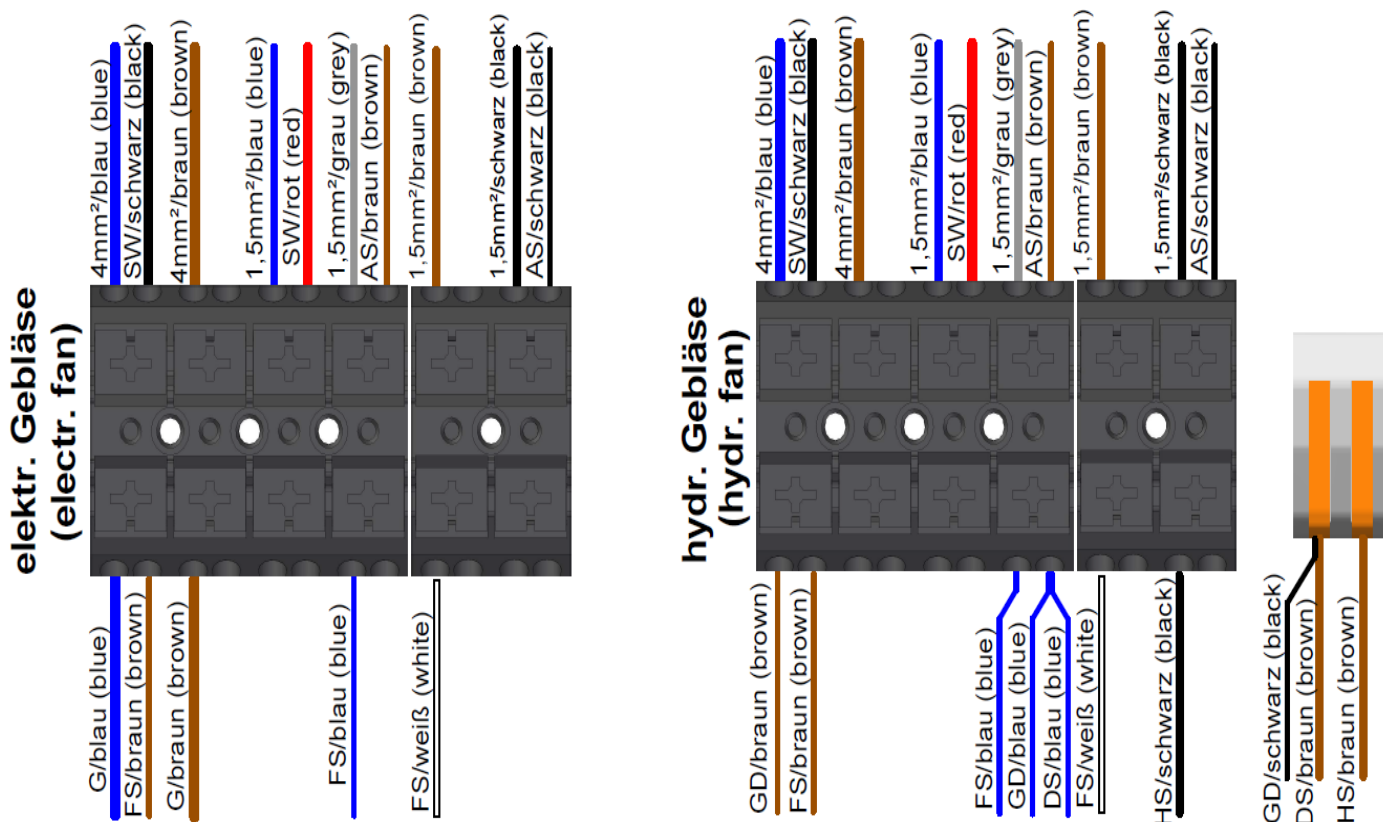 elektr. Gebläse
(electr. fan)
4mm²/blau (blue)
SW/schwarz (black)
4mm²/braun (brown)
1,5mm²/blau (blue)
SW/rot (red)
1,5mm²/grau (grey)
AS/braun (brown)
1,5mm²/braun (brown)
1,5mm²/schwarz (black)
AS/schwarz (black)
G/blau (blue)
FS/braun (brown)
G/braun (brown)
FS/blau (blue)
FS/weiß (white)
hydr. Gebläse
(hydr. fan)
4mm²/blau (blue)
SW/schwarz (black)
4mm²/braun (brown)
1,5mm²/blau (blue)
SW/rot (red)
1,5mm²/grau (grey)
AS/braun (brown)
1,5mm²/braun (brown)
1,5mm²/schwarz (black)
AS/schwarz (black)
GD/braun (brown)
FS/braun (brown)
FS/blau (blue)
GD/blau (blue)
DS/blau (blue)
FS/weiß (white)
HS/schwarz (black)
GD/schwarz (black)
DS/braun (brown)
HS/braun (brown)